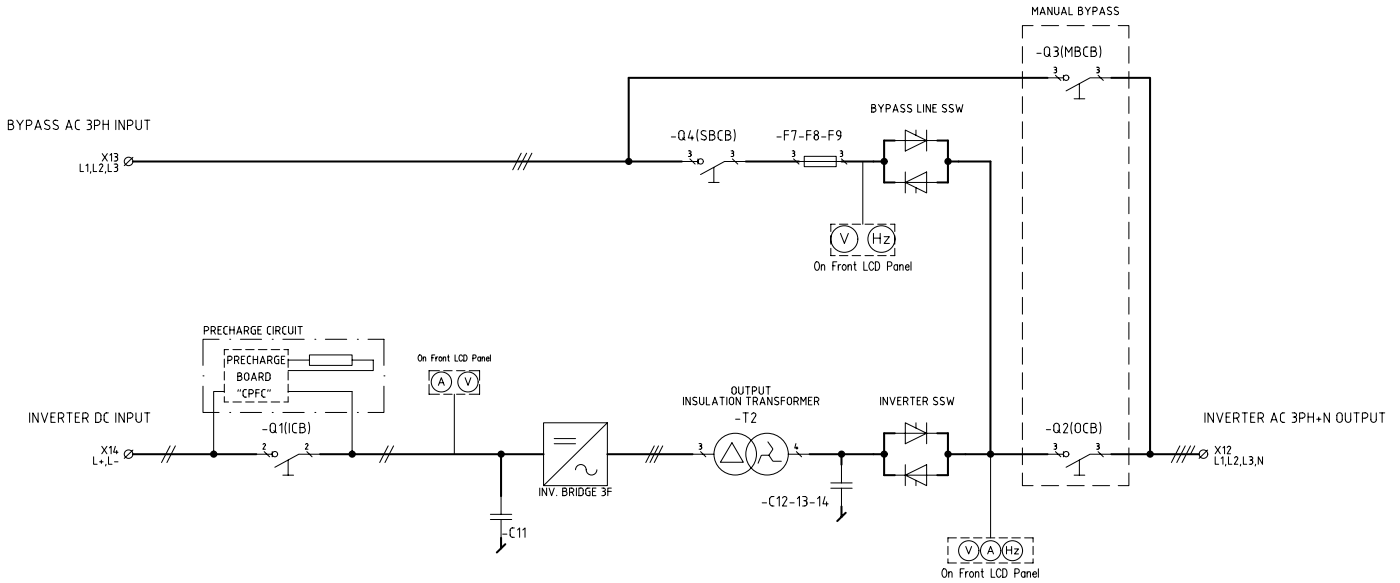 MANUAL BYPASS
-Q3(MBCB)
3
3
BYPASS LINE SSW
BYPASS AC 3PH INPUT
-Q4(SBCB)
-F7-F8-F9
X13
L1,L2,L3
3
3
3
3
V Hz
On Front LCD Panel
PRECHARGE CIRCUIT
PRECHARGE
BOARD
"CPFC"
On Front LCD Panel
A V
OUTPUT
INSULATION TRANSFORMER
-T2
INVERTER SSW
INVERTER DC INPUT
-Q1(ICB)
-Q2(OCB)
INVERTER AC 3PH+N OUTPUT
X14
L+,L-
2
2
3
4
3
3
X12
L1,L2,L3,N
INV. BRIDGE 3F
-C12-13-14
-C11
V A Hz
On Front LCD Panel